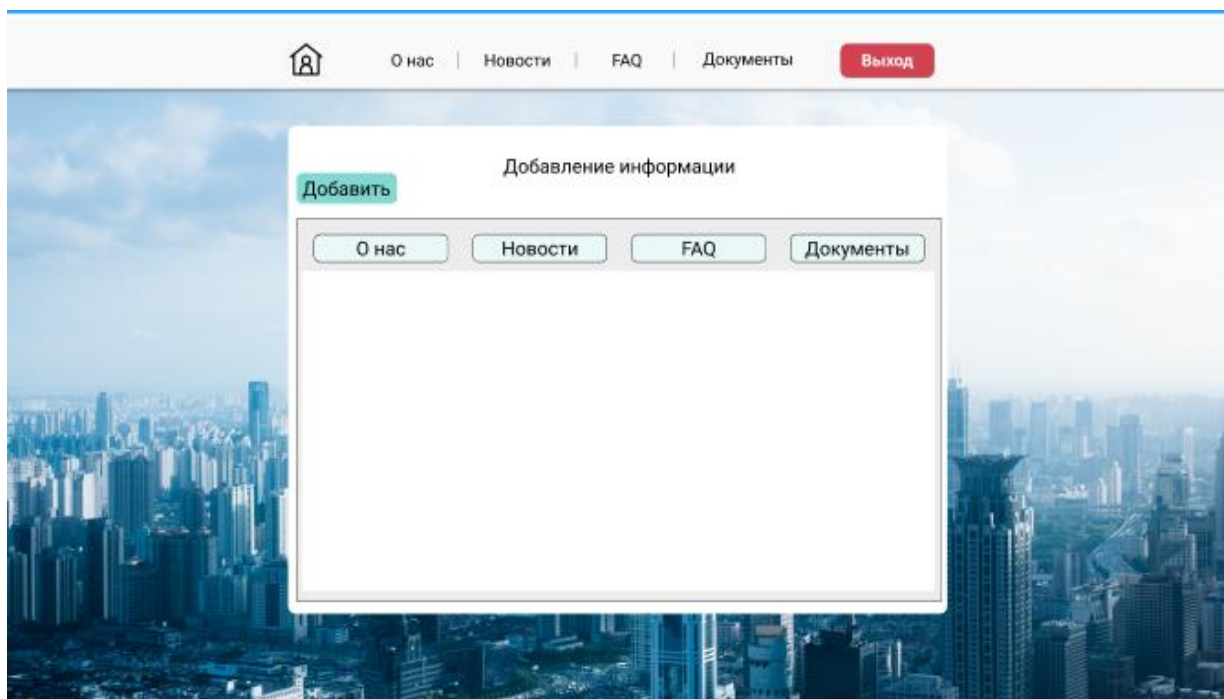 О нас | Новости | FAQ | Документы Выход
Добавление информации
Добавить
О нас Новости FAQ Документы